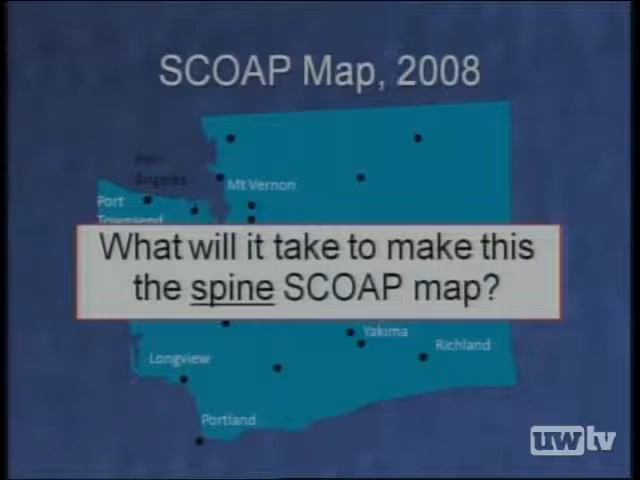 SCOAP Map, 2008
Port
Angeles
Mt Vernon
Port
Townsend
What will it take to make this
the spine SCOAP map?
Yakima
Richland
Longview
Portland
uwtv